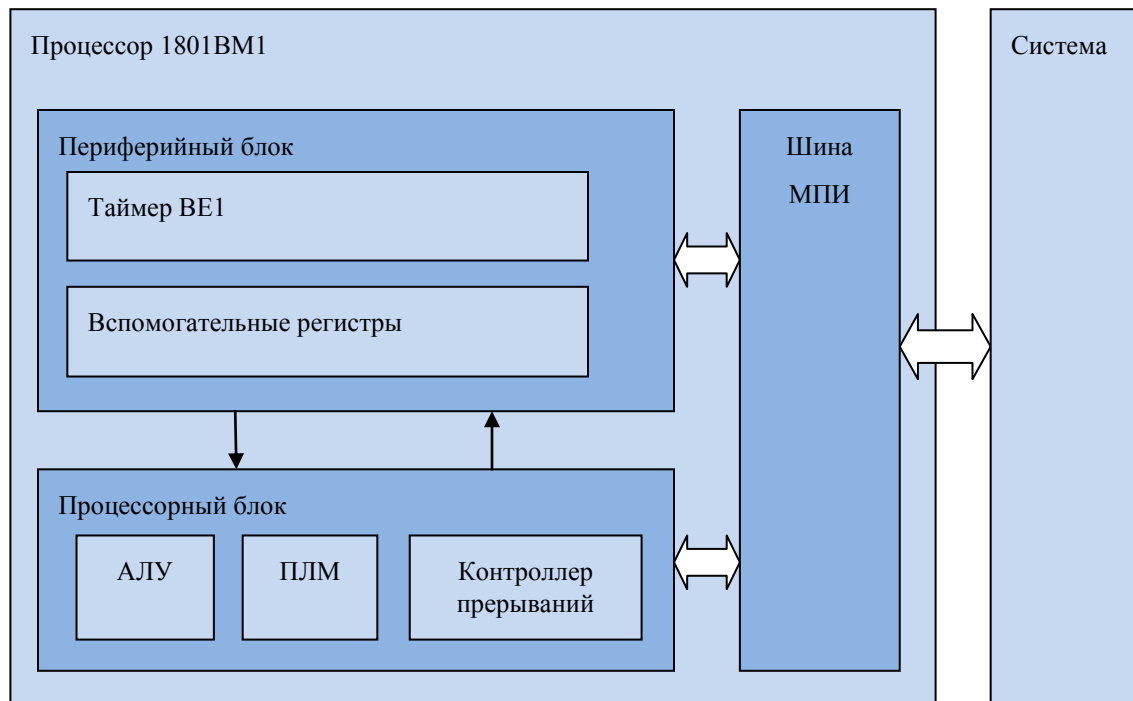 Процессор 1801ВМ1
Система
Периферийный блок
Таймер ВЕ1
Вспомогательные регистры
Шина
МПИ
Процессорный блок
АЛУ
ПЛМ
Контроллер
прерываний